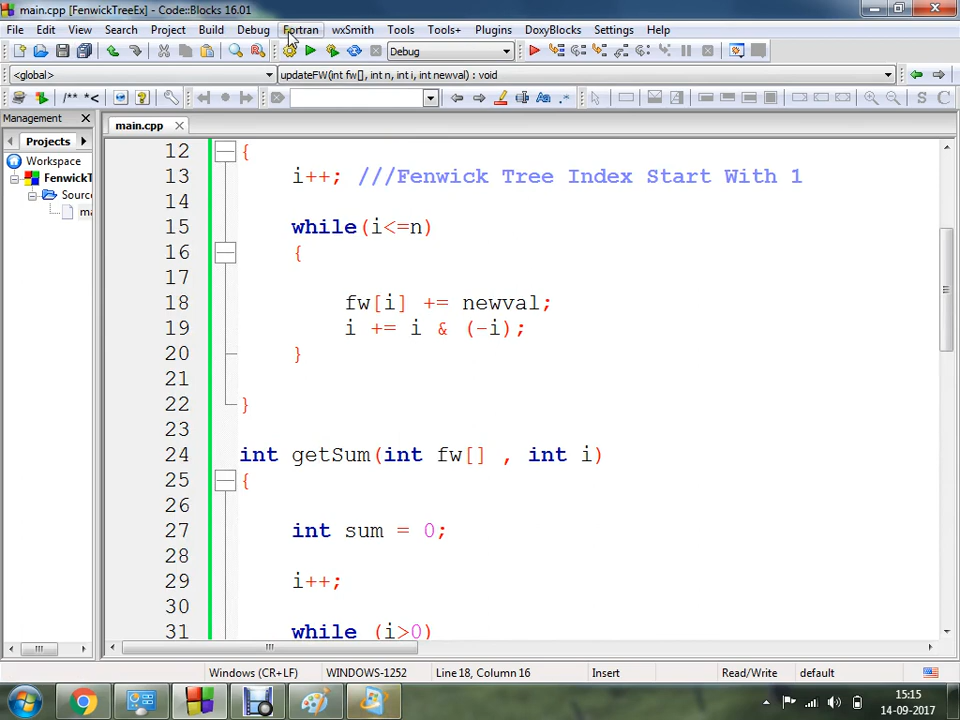 main.cpp [FenwickTreeEx] - Code::Blocks 16.01
File Edit View Search Project Build Debug Fortran wxSmith Tools Tools+ Plugins DoxyBlocks Settings Help
Debug
<global> updateFW(int fw[], int n, int i, int newval) : void
/** *< S C
Management
main.cpp
Projects
Workspace
FenwickT
Sourc
ma
12 {
13 i++; ///Fenwick Tree Index Start With 1
14
15 while(i<=n)
16 {
17
18 fw[i] += newval;
19 i += i & (-i);
20 }
21
22 }
23
24 int getSum(int fw[] , int i)
25 {
26
27 int sum = 0;
28
29 i++;
30
31 while (i>0)
Windows (CR+LF) WINDOWS-1252 Line 18, Column 16 Insert Read/Write default
15:15
14-09-2017